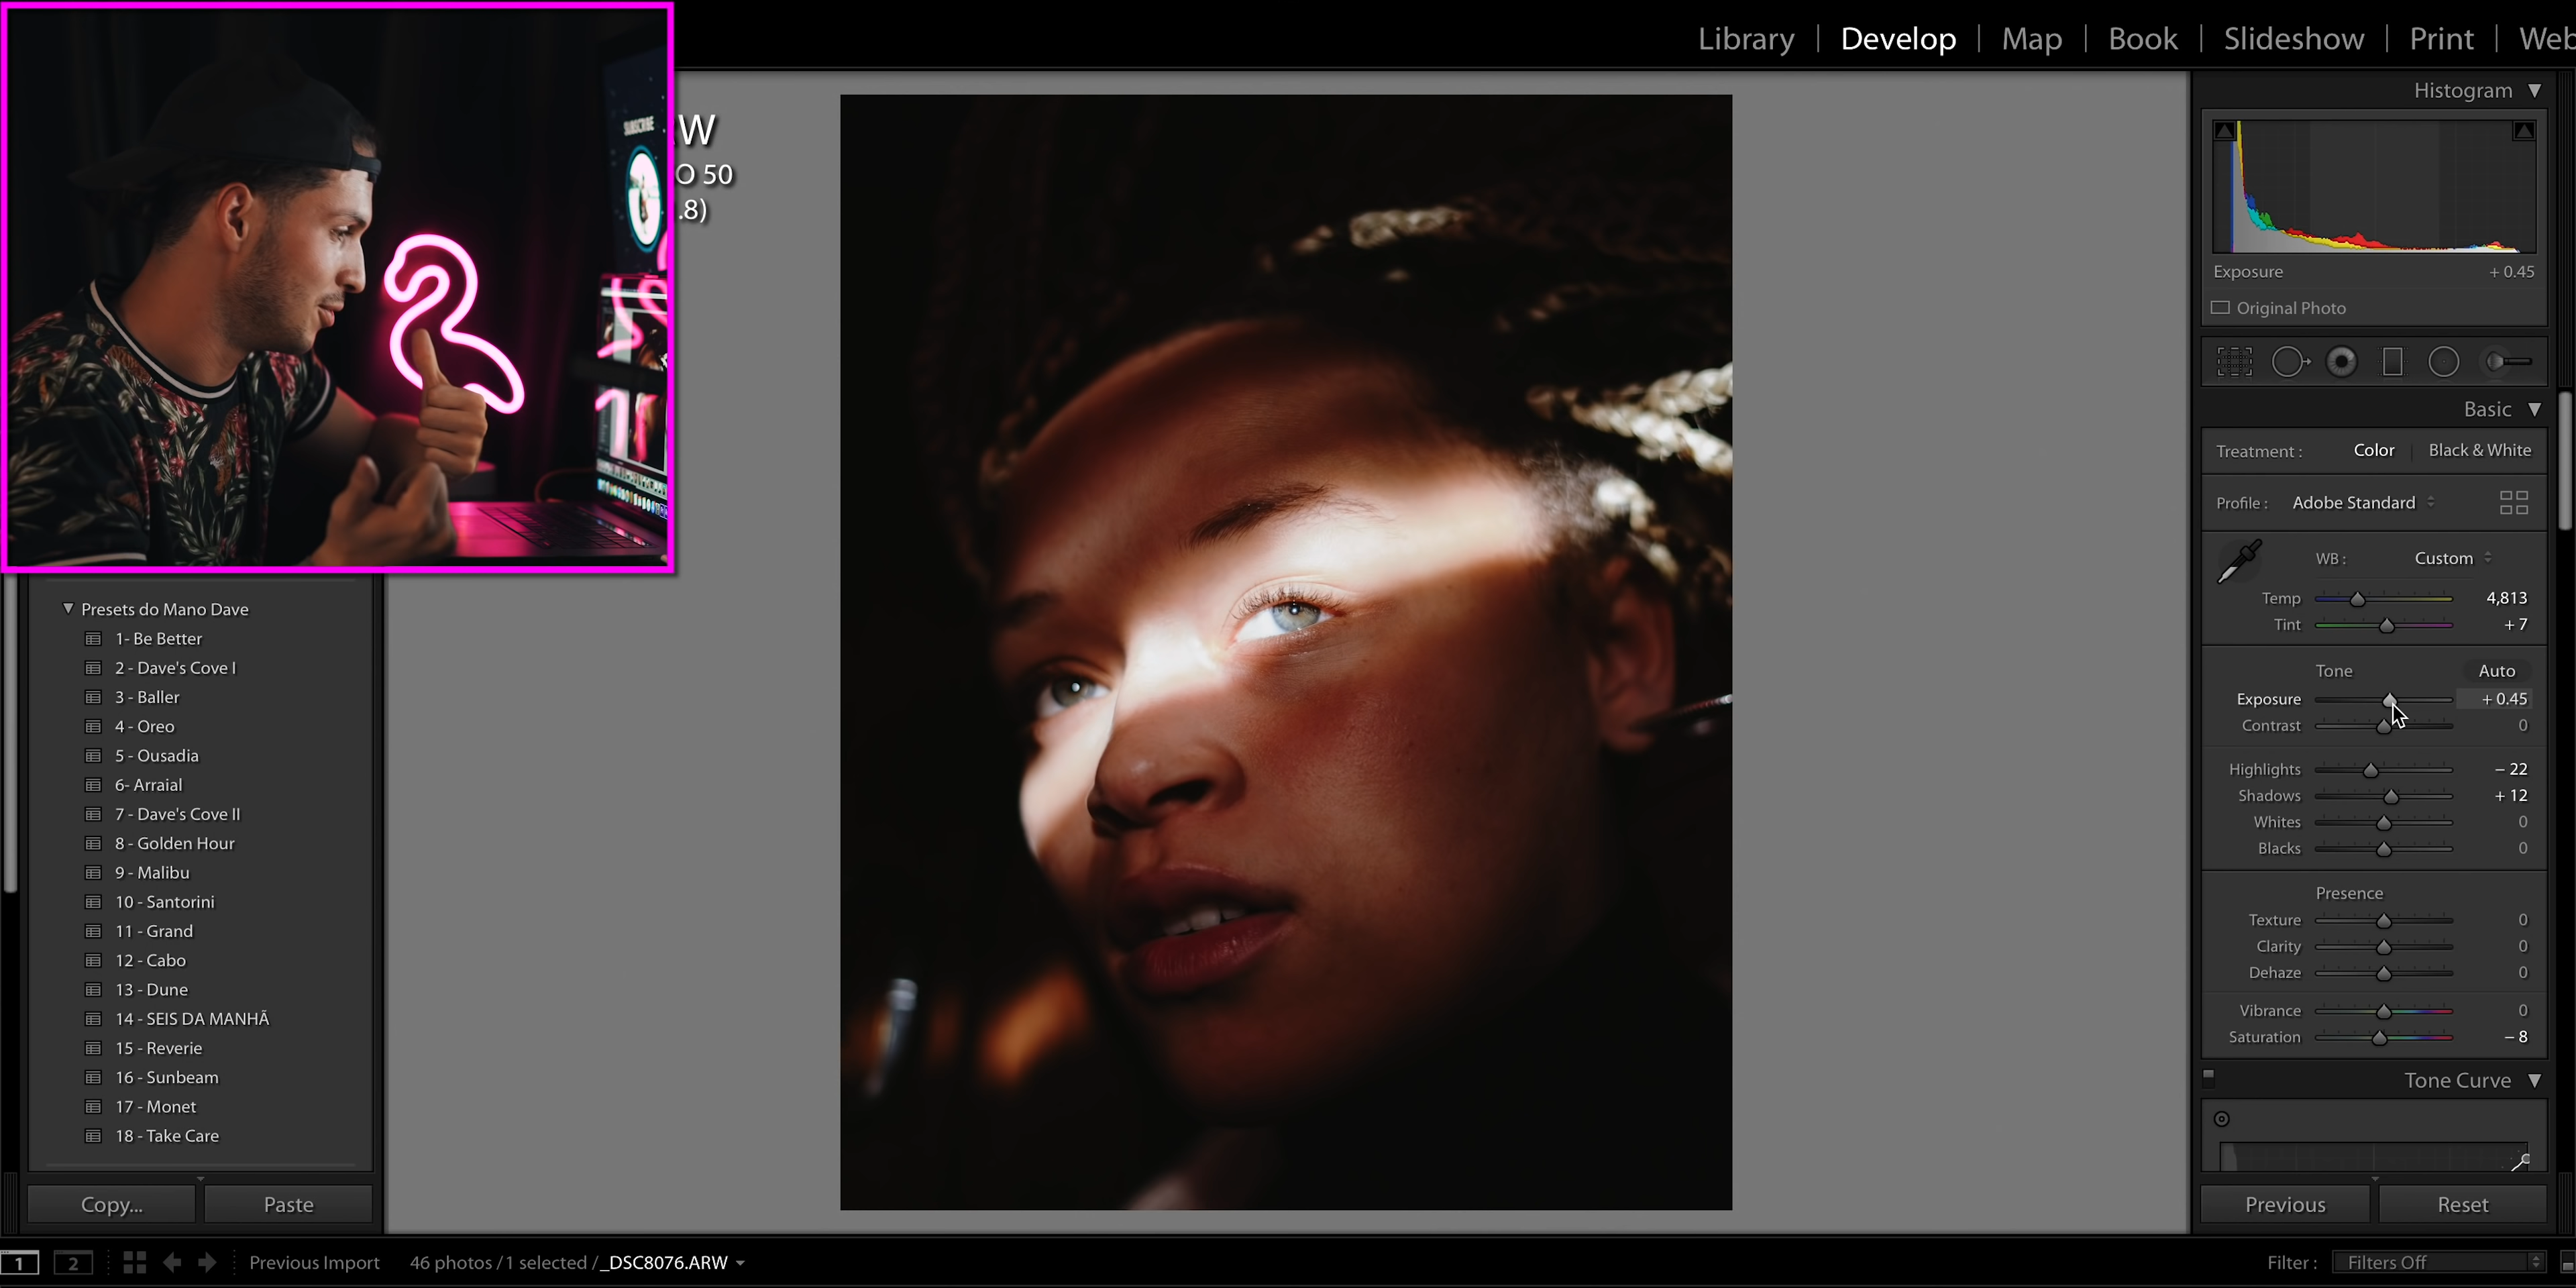 Library | Develop | Map | Book | Slideshow | Print | Web
SUBSCRIBE
W
O 50
.8)
Presets do Mano Dave
1- Be Better
2 - Dave's Cove I
3 - Baller
4 - Oreo
5 - Ousadia
6- Arraial
7 - Dave's Cove II
8 - Golden Hour
9 - Malibu
10 - Santorini
11 - Grand
12 - Cabo
13 - Dune
14 - SEIS DA MANHÃ
15 - Reverie
16 - Sunbeam
17 - Monet
18 - Take Care
Copy...
Paste
Histogram
Exposure + 0.45
Original Photo
Basic
Treatment : Color | Black & White
Profile : Adobe Standard
WB : Custom
Temp 4,813
Tint + 7
Tone Auto
Exposure + 0.45
Contrast 0
Highlights – 22
Shadows + 12
Whites 0
Blacks 0
Presence
Texture 0
Clarity 0
Dehaze 0
Vibrance 0
Saturation – 8
Tone Curve
Previous
Reset
1 2 Previous Import 46 photos / 1 selected / _DSC8076.ARW
Filter : Filters Off